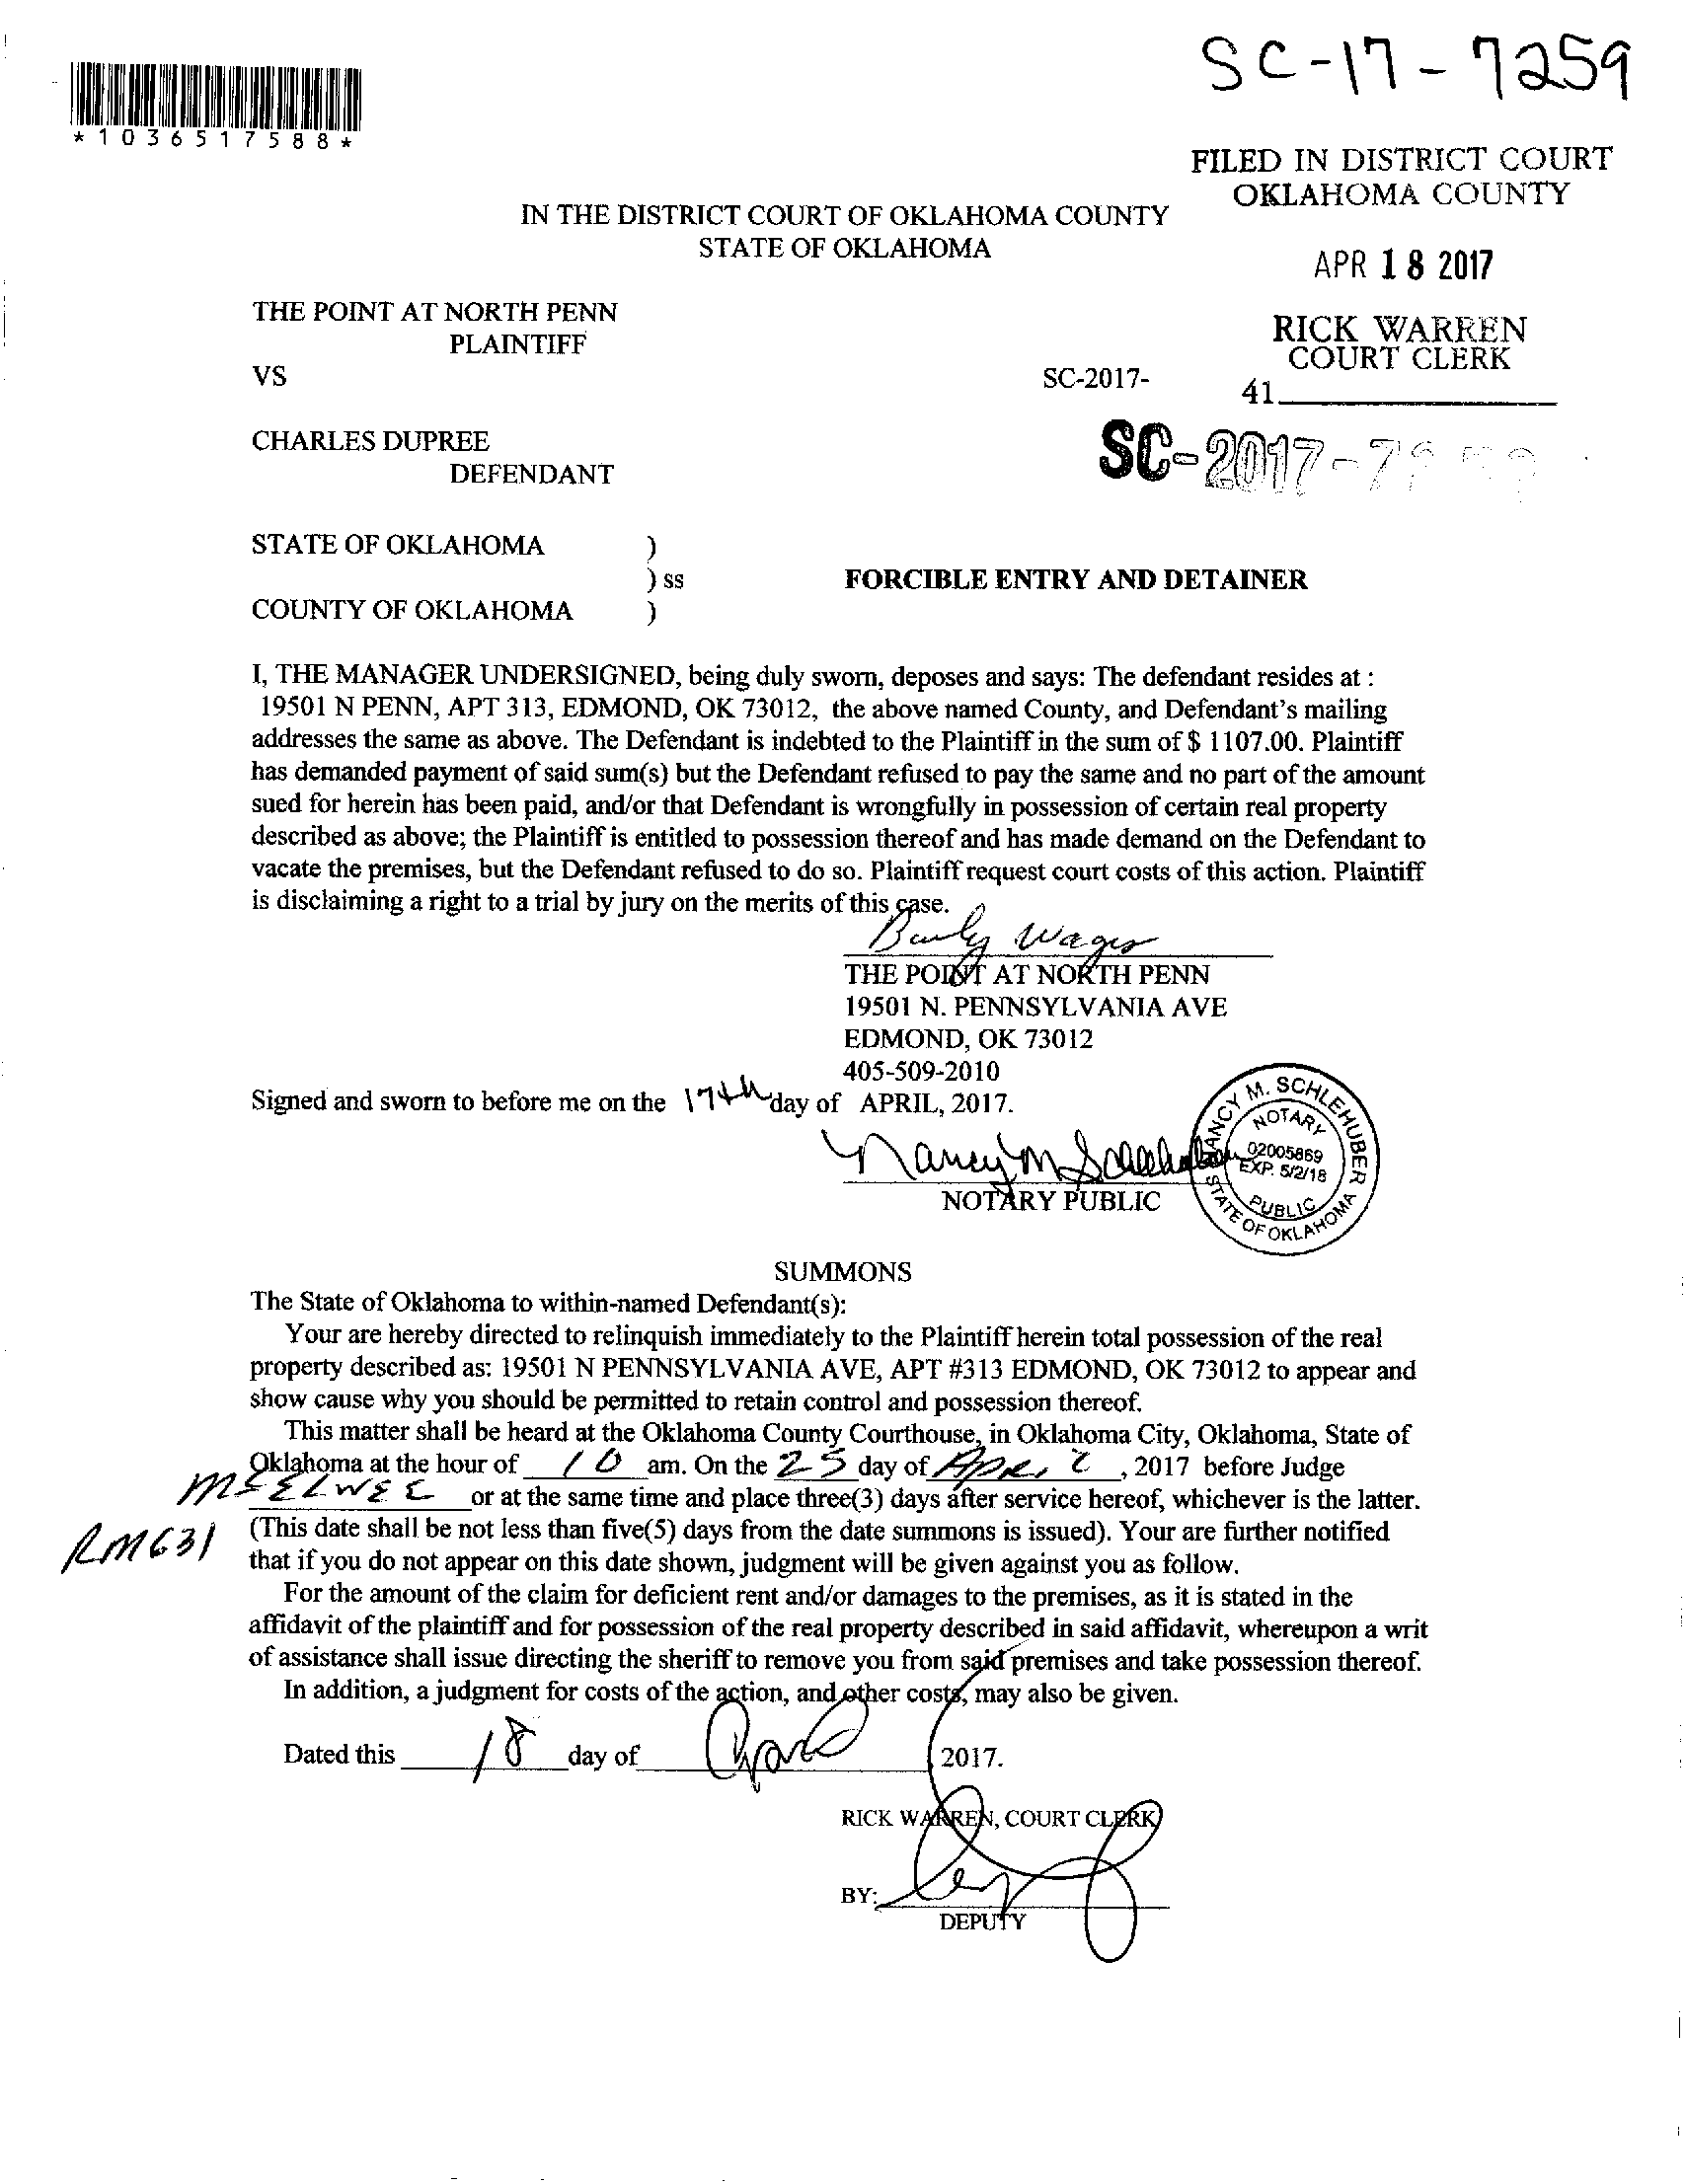 SC-17-7259
*1036517588*
FILED IN DISTRICT COURT
OKLAHOMA COUNTY
IN THE DISTRICT COURT OF OKLAHOMA COUNTY
STATE OF OKLAHOMA
APR 18 2017
THE POINT AT NORTH PENN
PLAINTIFF
RICK WARREN
COURT CLERK
VS
SC-2017-
41
CHARLES DUPREE
DEFENDANT
SC-2017-7
STATE OF OKLAHOMA )
) ss FORCIBLE ENTRY AND DETAINER
COUNTY OF OKLAHOMA )
I, THE MANAGER UNDERSIGNED, being duly sworn, deposes and says: The defendant resides at :
19501 N PENN, APT 313, EDMOND, OK 73012, the above named County, and Defendant's mailing
addresses the same as above. The Defendant is indebted to the Plaintiff in the sum of $ 1107.00. Plaintiff
has demanded payment of said sum(s) but the Defendant refused to pay the same and no part of the amount
sued for herein has been paid, and/or that Defendant is wrongfully in possession of certain real property
described as above; the Plaintiff is entitled to possession thereof and has made demand on the Defendant to
vacate the premises, but the Defendant refused to do so. Plaintiff request court costs of this action. Plaintiff
is disclaiming a right to a trial by jury on the merits of this case.
Wages
THE POINT AT NORTH PENN
19501 N. PENNSYLVANIA AVE
EDMOND, OK 73012
405-509-2010
Signed and sworn to before me on the 17th day of APRIL, 2017.
Nancy M Schlehuber
NOTARY PUBLIC
NANCY M. SCHLEHUBER
NOTARY
02005869
EXP. 5/2/18
PUBLIC
STATE OF OKLAHOMA
SUMMONS
The State of Oklahoma to within-named Defendant(s):
Your are hereby directed to relinquish immediately to the Plaintiff herein total possession of the real
property described as: 19501 N PENNSYLVANIA AVE, APT #313 EDMOND, OK 73012 to appear and
show cause why you should be permitted to retain control and possession thereof.
This matter shall be heard at the Oklahoma County Courthouse, in Oklahoma City, Oklahoma, State of
Oklahoma at the hour of 10 am. On the 25 day of April, 2017 before Judge
McELWEE or at the same time and place three(3) days after service hereof, whichever is the latter.
RM631 (This date shall be not less than five(5) days from the date summons is issued). Your are further notified
that if you do not appear on this date shown, judgment will be given against you as follow.
For the amount of the claim for deficient rent and/or damages to the premises, as it is stated in the
affidavit of the plaintiff and for possession of the real property described in said affidavit, whereupon a writ
of assistance shall issue directing the sheriff to remove you from said premises and take possession thereof.
In addition, a judgment for costs of the action, and other costs, may also be given.
Dated this 18 day of April 2017.
RICK WARREN, COURT CLERK
BY:
DEPUTY